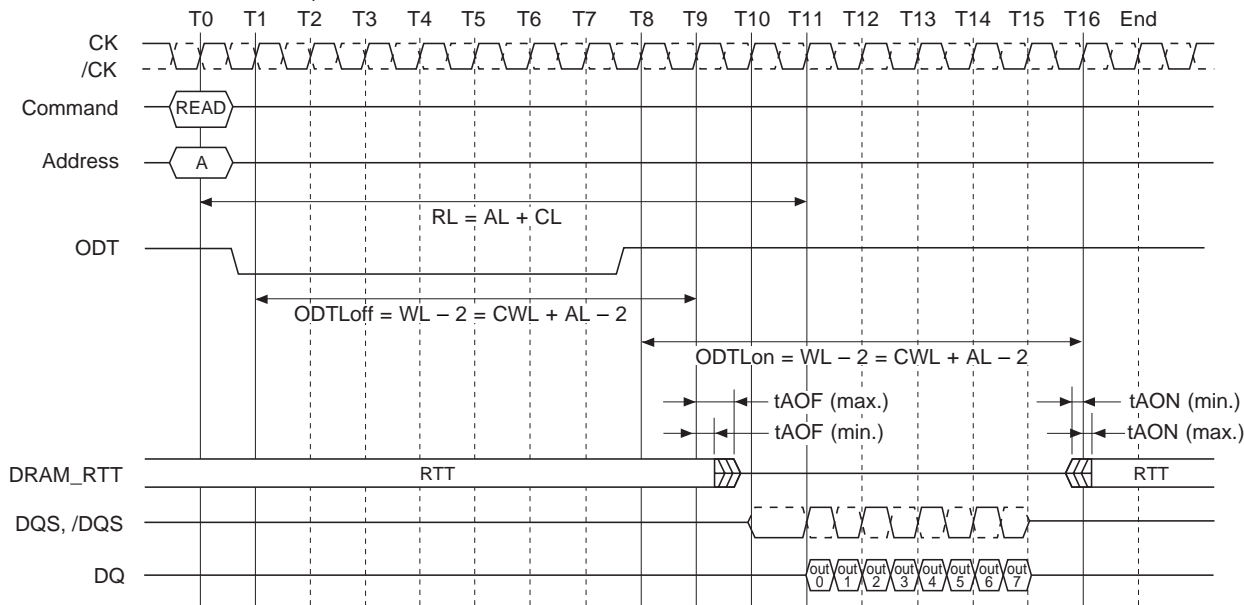 T0 T1 T2 T3 T4 T5 T6 T7 T8 T9 T10 T11 T12 T13 T14 T15 T16 End
CK
/CK
Command READ
Address A
RL = AL + CL
ODT
ODTLoff = WL – 2 = CWL + AL – 2
ODTLon = WL – 2 = CWL + AL – 2
tAOF (max.) tAON (min.)
tAOF (min.) tAON (max.)
DRAM_RTT RTT RTT
DQS, /DQS
DQ out 0 out 1 out 2 out 3 out 4 out 5 out 6 out 7